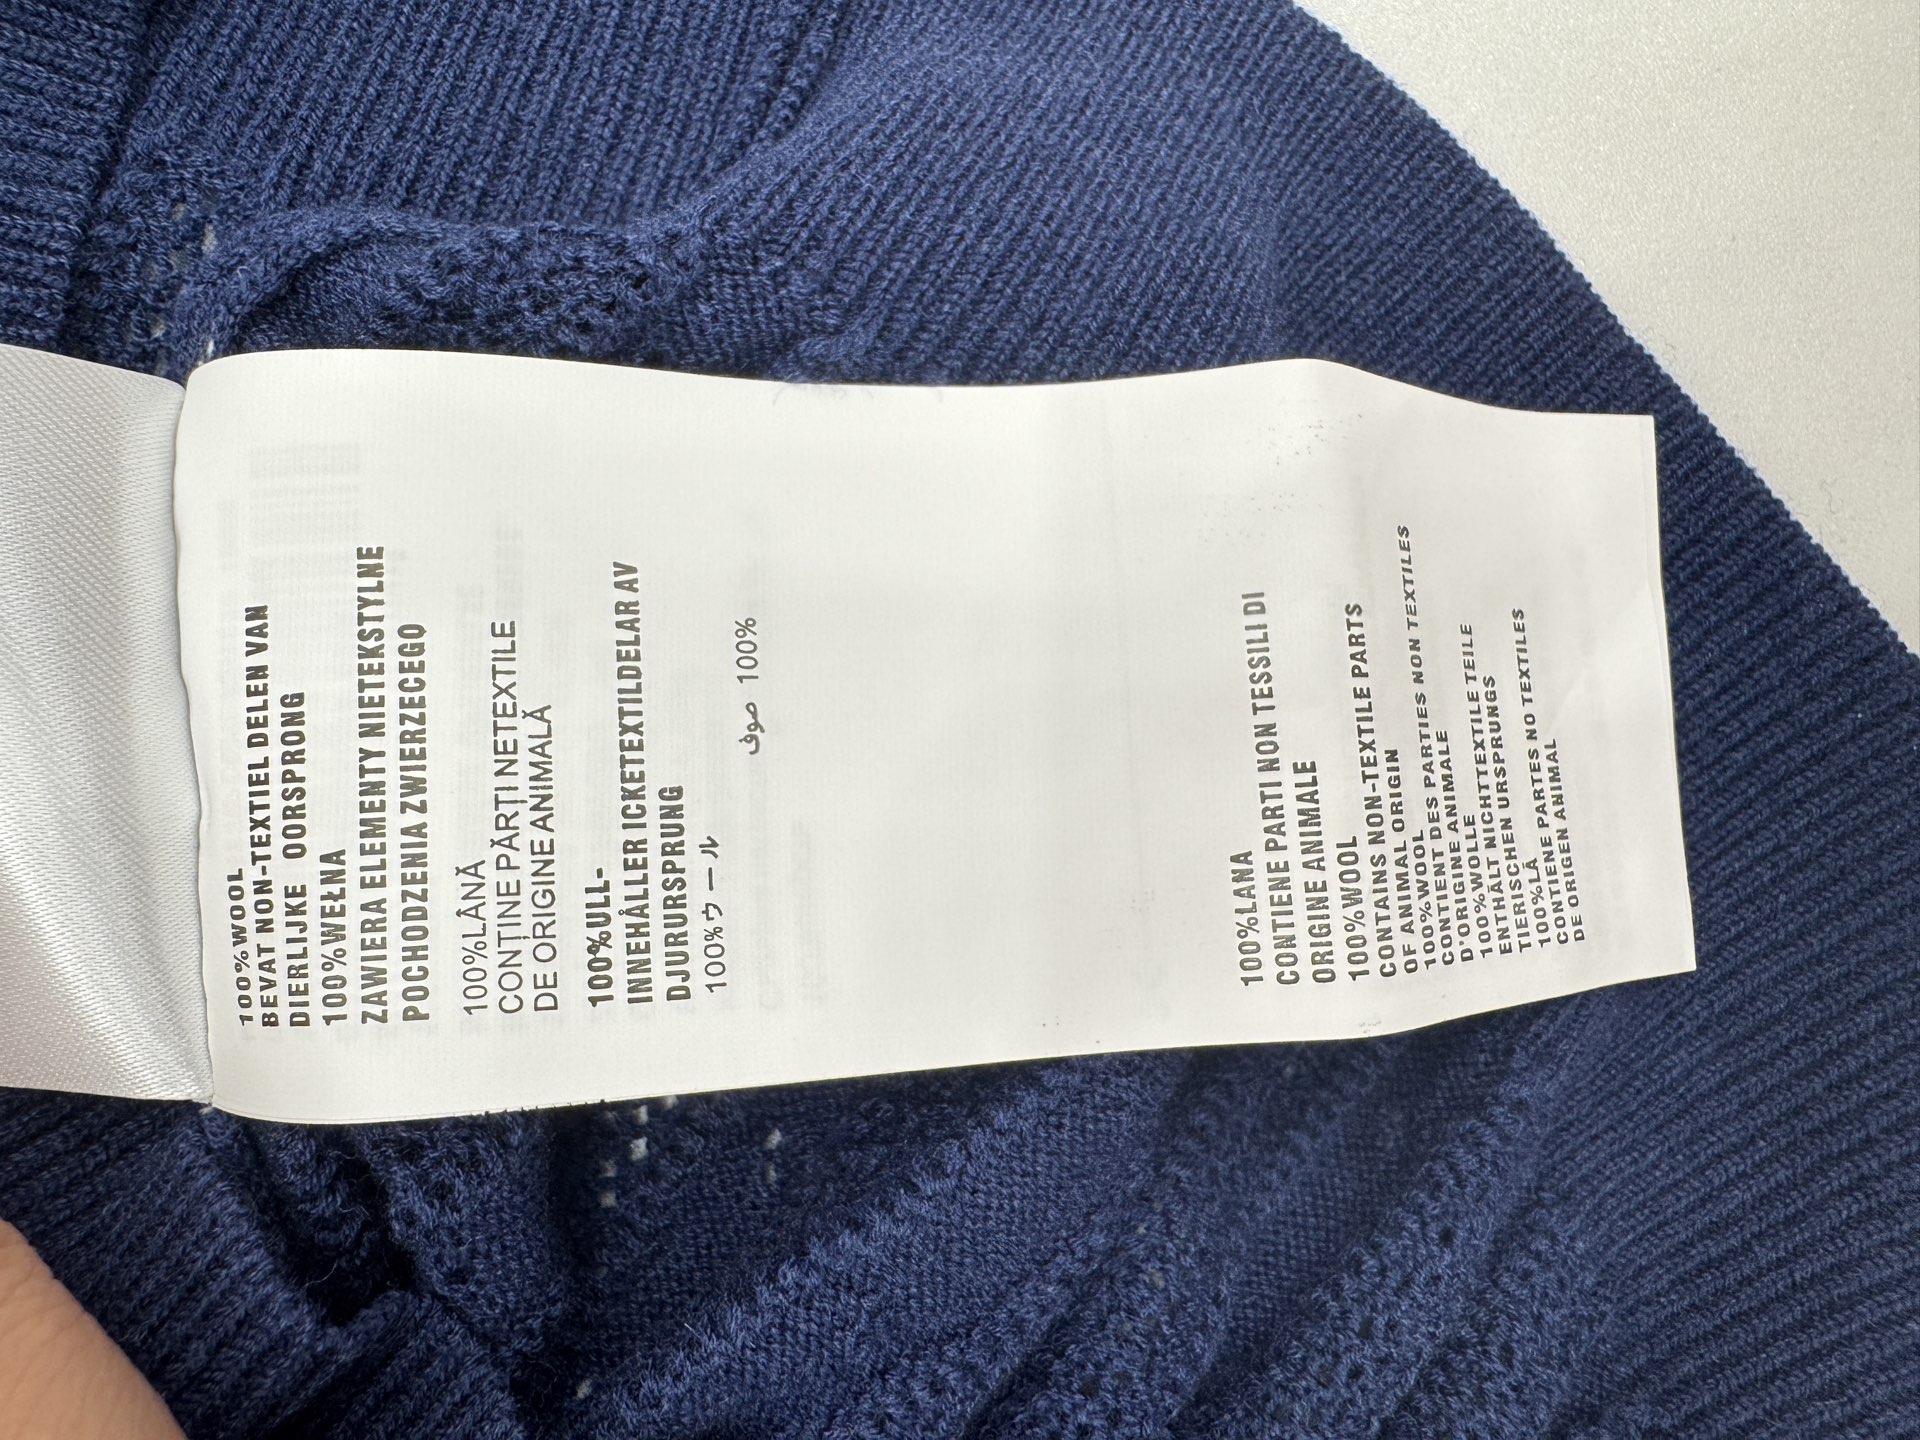 100%WOOL
BEVAT NON-TEXTIEL DELEN VAN
DIERLIJKE OORSPRONG
100%WEŁNA
ZAWIERA ELEMENTY NIETEKSTYLNE
POCHODZENIA ZWIERZECEGO
100%LÂNĂ
CONȚINE PĂRȚI NETEXTILE
DE ORIGINE ANIMALĂ
100%ULL-
INNEHÅLLER ICKETEXTILDELAR AV
DJURURSPRUNG
100%ウール
صوف 100%
100%LANA
CONTIENE PARTI NON TESSILI DI
ORIGINE ANIMALE
100%WOOL
CONTAINS NON-TEXTILE PARTS
OF ANIMAL ORIGIN
100%WOOL
CONTIENT DES PARTIES NON TEXTILES
D'ORIGINE ANIMALE
100%WOLLE
ENTHÄLT NICHTTEXTILE TEILE
TIERISCHEN URSPRUNGS
100%LÃ
CONTIENE PARTES NO TEXTILES
DE ORIGEN ANIMAL